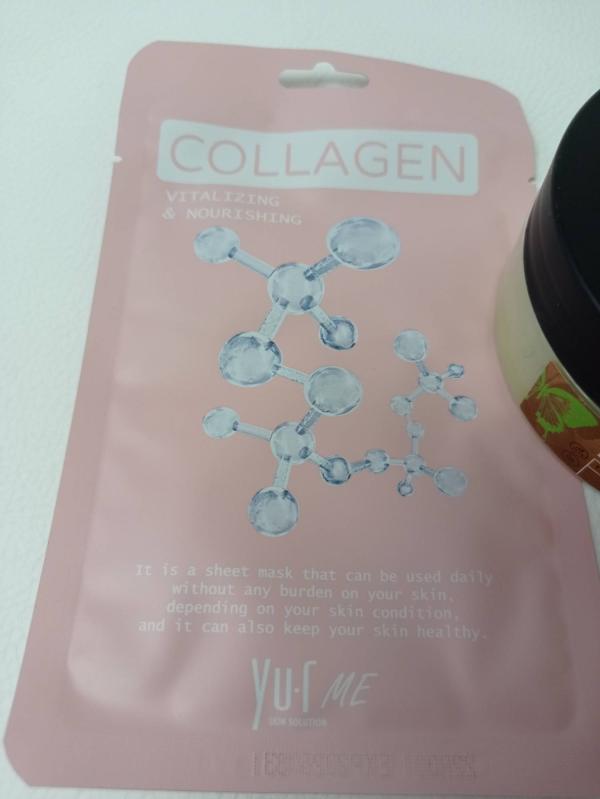 COLLAGEN
VITALIZING
& NOURISHING
It is a sheet mask that can be used daily
without any burden on your skin,
depending on your skin condition,
and it can also keep your skin healthy.
yu·r ME
SKIN SOLUTION